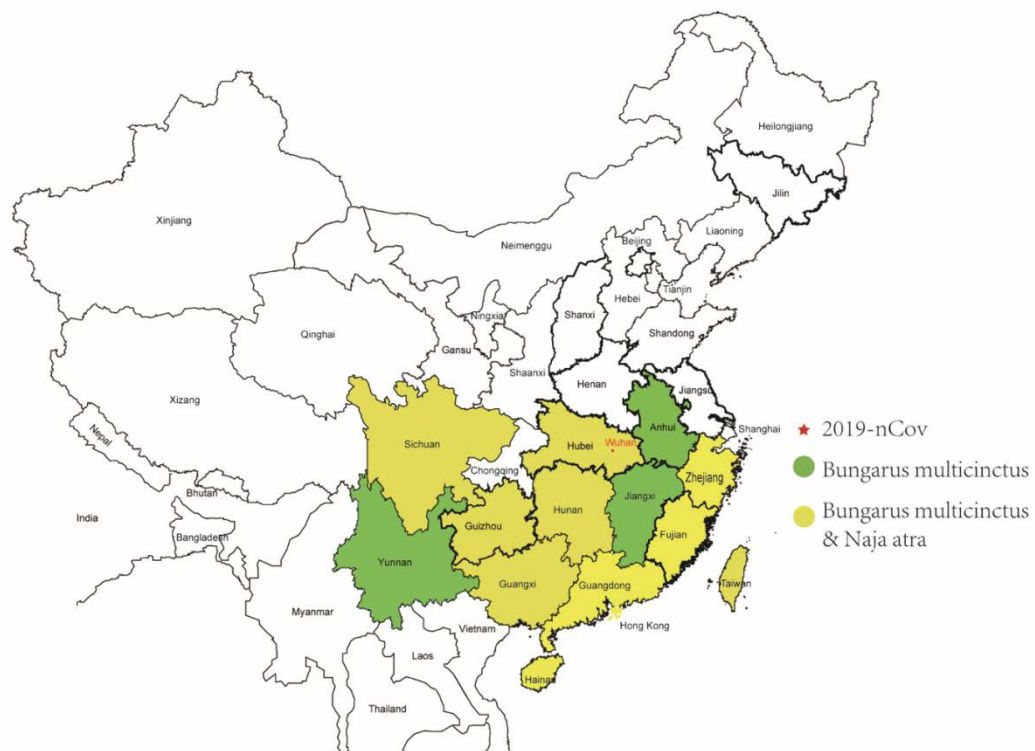 Heilongjiang
Jilin
Xinjiang
Liaoning
Neimenggu
Beijing
Tianjin
Hebei
Ningxia
Shanxi
Shandong
Qinghai
Gansu
Shaanxi
Henan
Jiangsu
Xizang
Anhui
Shanghai
Sichuan
Hubei
Wuhan
Nepal
Chongqing
Zhejiang
Bhutan
Jiangxi
India
Guizhou
Hunan
Fujian
Bangladesh
Yunnan
Guangxi
Guangdong
Taiwan
Myanmar
Vietnam
Hong Kong
Laos
Hainan
Thailand
2019-nCov
Bungarus multicinctus
Bungarus multicinctus
& Naja atra